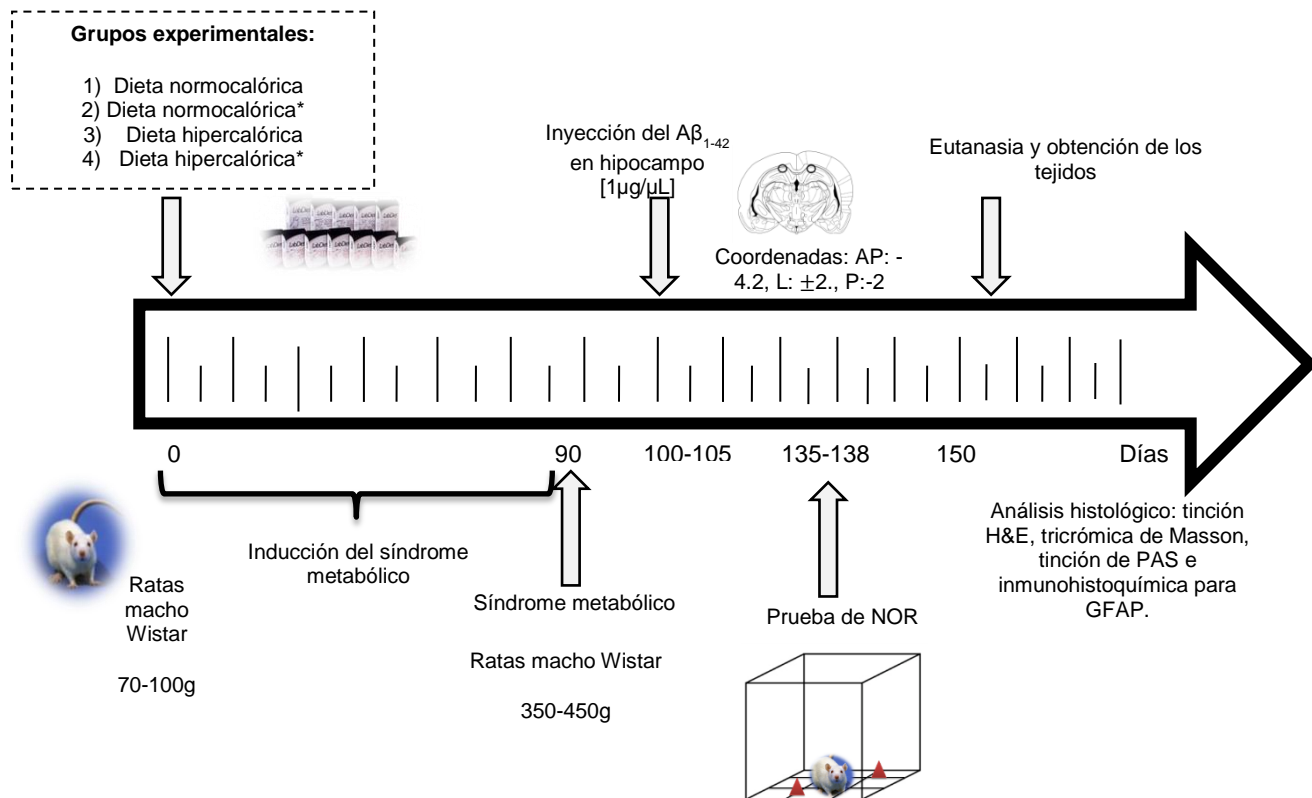 Grupos experimentales:
1) Dieta normocalórica
2) Dieta normocalórica*
3) Dieta hipercalórica
4) Dieta hipercalórica*
Inyección del Aβ1-42
en hipocampo
[1µg/µL]
Coordenadas: AP: -
4.2, L: ±2., P:-2
Eutanasia y obtención de los
tejidos
0
90
100-105
135-138
150
Días
Inducción del síndrome
metabólico
Ratas
macho
Wistar
70-100g
Síndrome metabólico
Ratas macho Wistar
350-450g
Prueba de NOR
Análisis histológico: tinción
H&E, tricrómica de Masson,
tinción de PAS e
inmunohistoquímica para
GFAP.